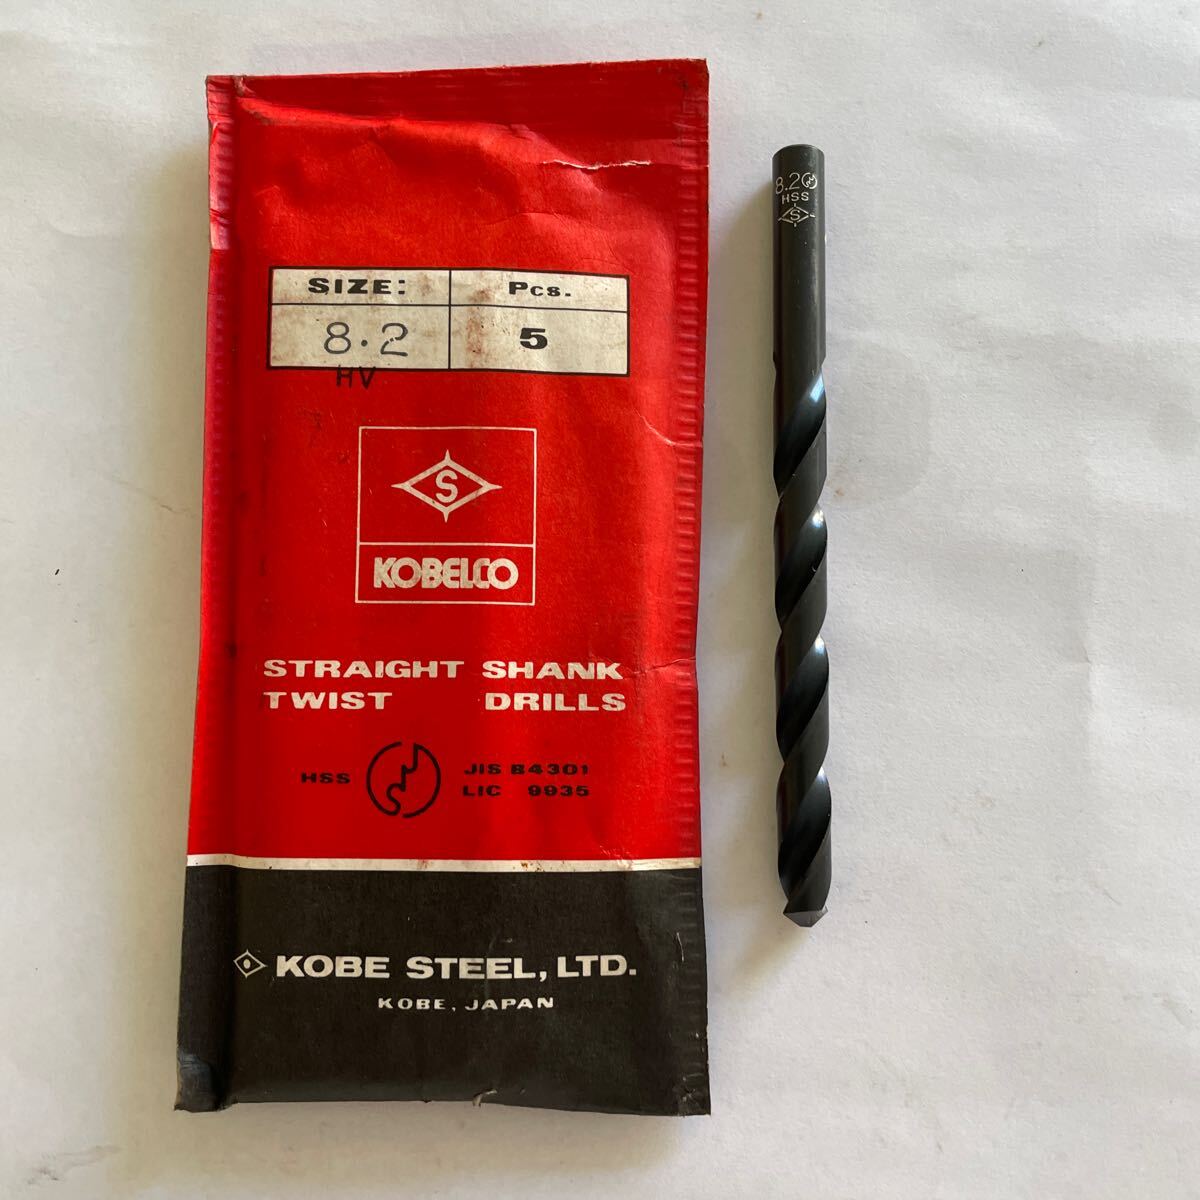 SIZE: Pcs.
8.2 5
HV
S
KOBELCO
STRAIGHT SHANK
TWIST DRILLS
HSS JIS B4301
LIC 9935
KOBE STEEL, LTD.
KOBE, JAPAN
8.2
HSS
S